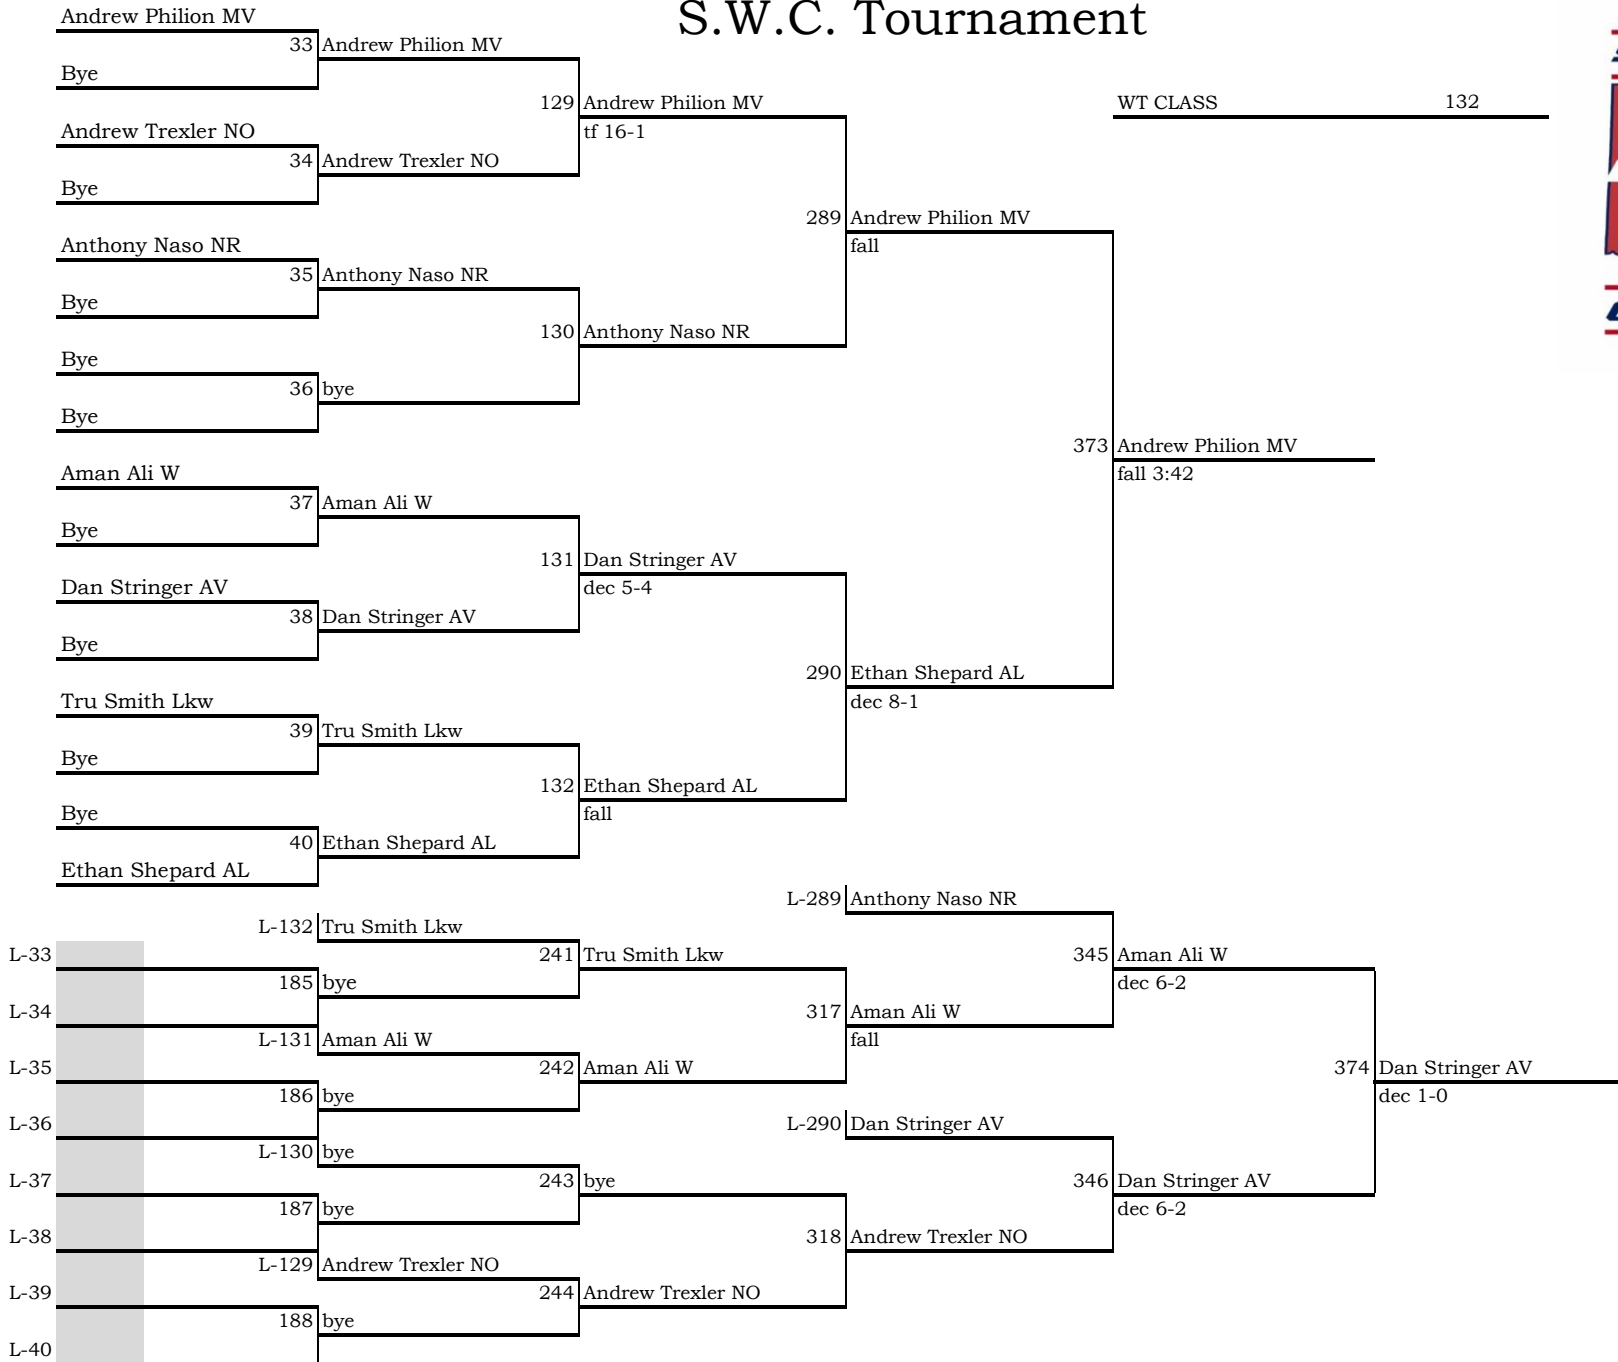 S.W.C. Tournament
Andrew Philion MV
33 Andrew Philion MV
Bye
129 Andrew Philion MV
WT CLASS 132
Andrew Trexler NO
tf 16-1
34 Andrew Trexler NO
Bye
289 Andrew Philion MV
Anthony Naso NR
fall
35 Anthony Naso NR
Bye
130 Anthony Naso NR
Bye
36 bye
Bye
373 Andrew Philion MV
Aman Ali W
fall 3:42
37 Aman Ali W
Bye
131 Dan Stringer AV
Dan Stringer AV
dec 5-4
38 Dan Stringer AV
Bye
290 Ethan Shepard AL
Tru Smith Lkw
dec 8-1
39 Tru Smith Lkw
Bye
132 Ethan Shepard AL
Bye
fall
40 Ethan Shepard AL
Ethan Shepard AL
L-289 Anthony Naso NR
L-132 Tru Smith Lkw
L-33
241 Tru Smith Lkw
345 Aman Ali W
185 bye
dec 6-2
L-34
317 Aman Ali W
L-131 Aman Ali W
fall
L-35
242 Aman Ali W
374 Dan Stringer AV
186 bye
dec 1-0
L-36
L-290 Dan Stringer AV
L-130 bye
L-37
243 bye
346 Dan Stringer AV
187 bye
dec 6-2
L-38
318 Andrew Trexler NO
L-129 Andrew Trexler NO
L-39
244 Andrew Trexler NO
188 bye
L-40